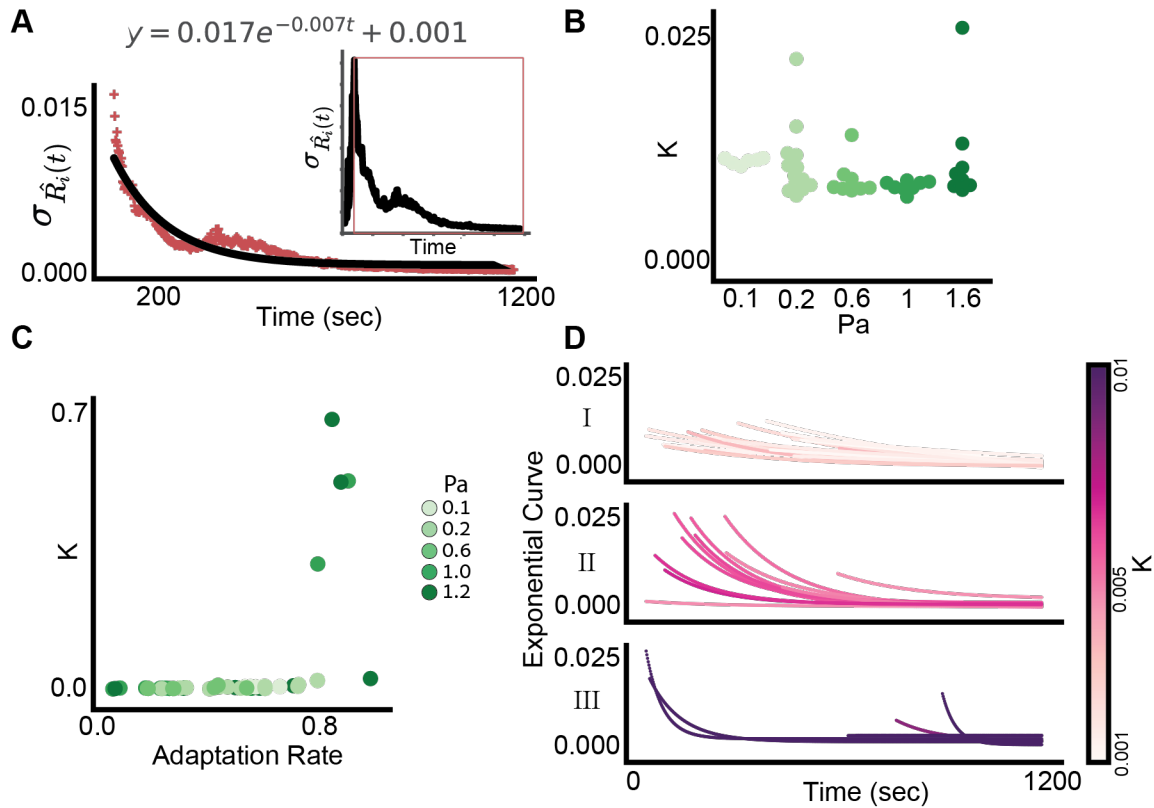 A
y = 0.017e^{-0.007t} + 0.001
0.015
0.000
σ_{R̂_i(t)}
200
1200
Time (sec)
σ_{R̂_i(t)}
Time
B
0.025
0.000
K
0.1 0.2 0.6 1 1.6
Pa
C
0.7
0.0
K
0.0
0.8
Adaptation Rate
Pa
0.1
0.2
0.6
1.0
1.2
D
Exponential Curve
0.025
I
0.000
0.025
II
0.000
0.025
III
0.000
0
1200
Time (sec)
0.01
0.005
0.001
K